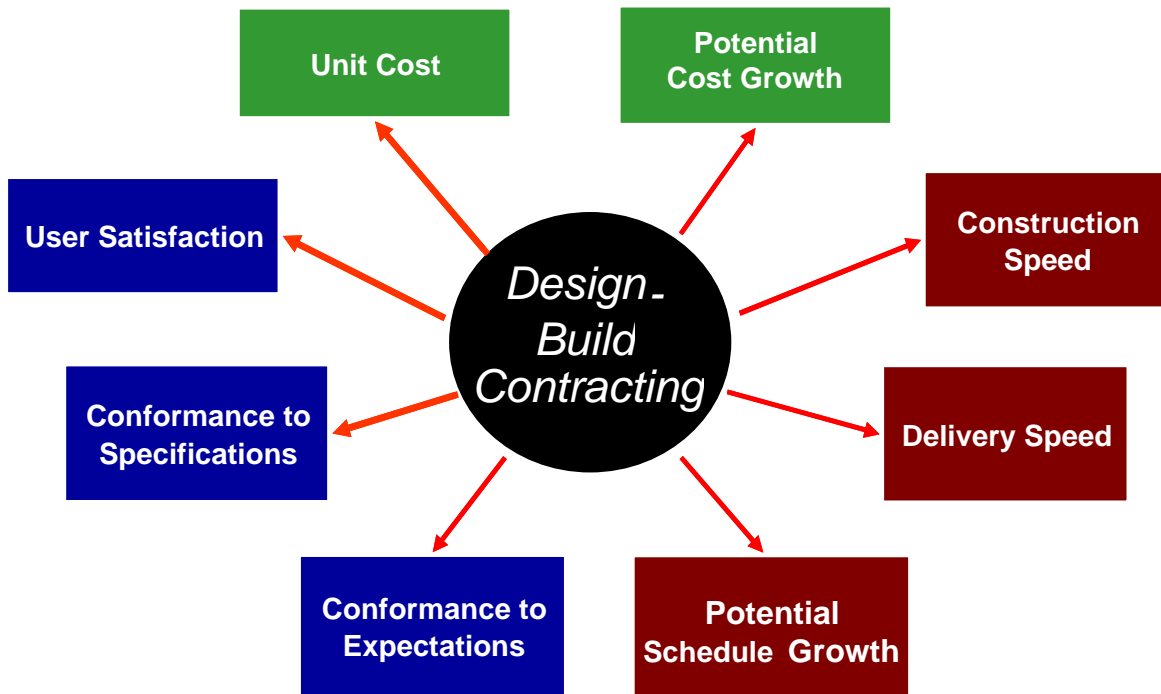 Unit Cost
Potential
Cost Growth
User Satisfaction
Construction
Speed
Design-
Build
Contracting
Conformance to
Specifications
Delivery Speed
Conformance to
Expectations
Potential
Schedule Growth